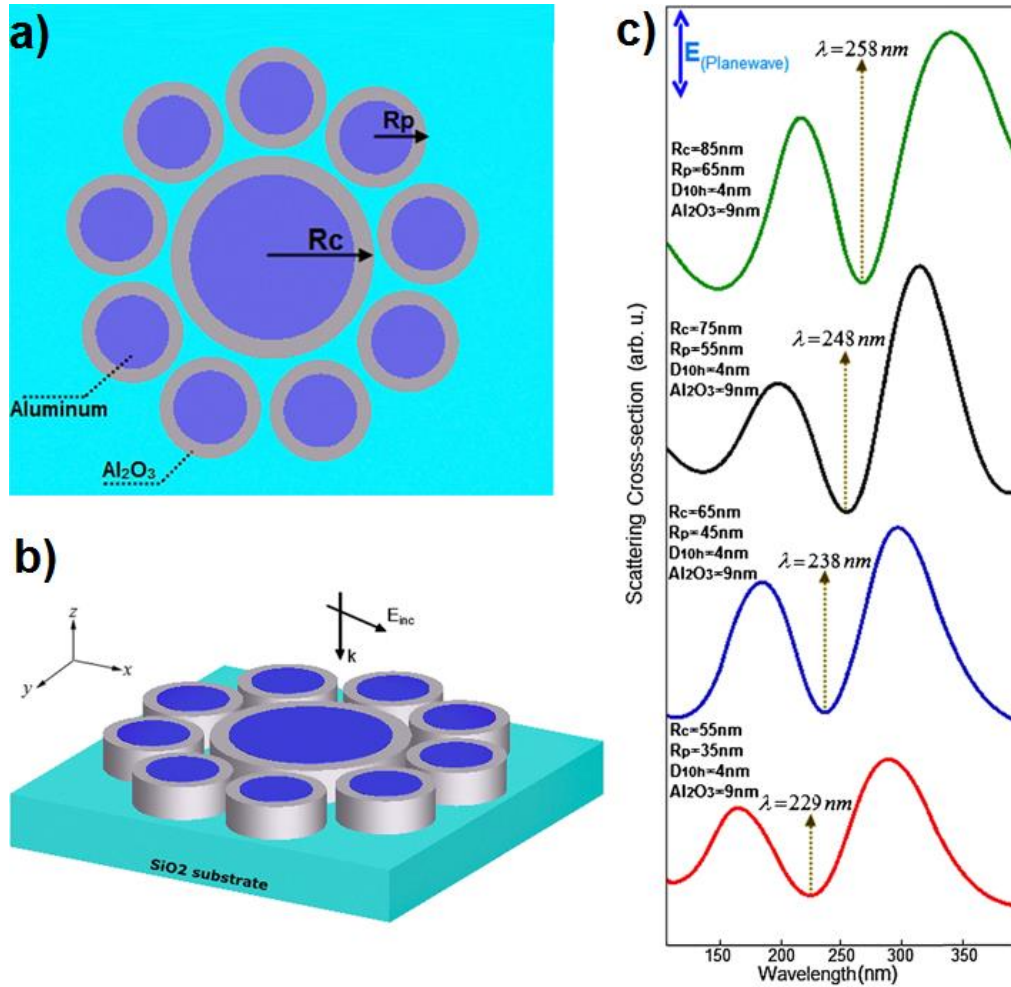 a)
Rp
Rc
Aluminum
Al₂O₃
b)
z
x
y
E_inc
k
SiO2 substrate
c)
E(Planewave)
λ=258 nm
Rc=85nm
Rp=65nm
D10h=4nm
Al2O3=9nm
λ=248 nm
Rc=75nm
Rp=55nm
D10h=4nm
Al2O3=9nm
λ=238 nm
Rc=65nm
Rp=45nm
D10h=4nm
Al2O3=9nm
λ=229 nm
Rc=55nm
Rp=35nm
D10h=4nm
Al2O3=9nm
Scattering Cross-section (arb. u.)
150 200 250 300 350
Wavelength(nm)